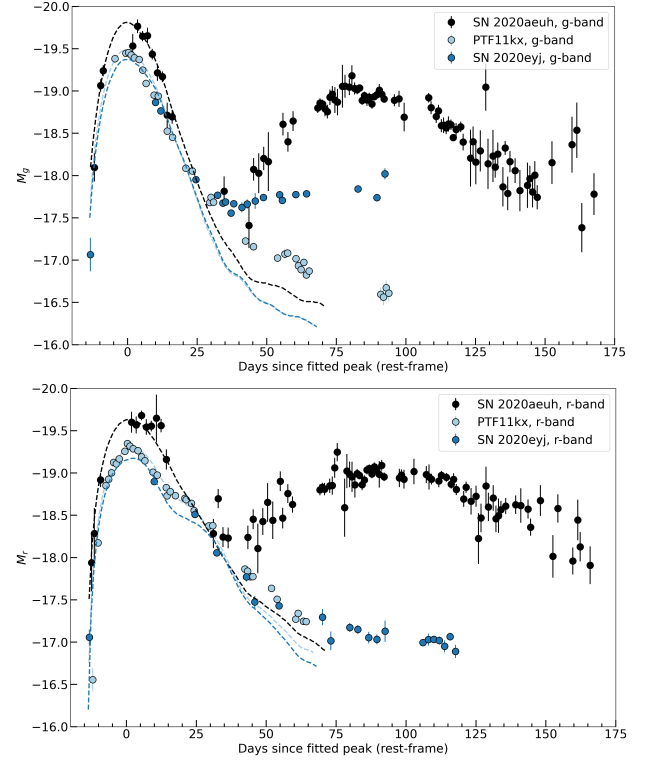 −20.0
−19.5
−19.0
−18.5
−18.0
−17.5
−17.0
−16.5
−16.0
M_g
SN 2020aeuh, g-band
PTF11kx, g-band
SN 2020eyj, g-band
0 25 50 75 100 125 150 175
Days since fitted peak (rest-frame)
−20.0
−19.5
−19.0
−18.5
−18.0
−17.5
−17.0
−16.5
−16.0
M_r
SN 2020aeuh, r-band
PTF11kx, r-band
SN 2020eyj, r-band
0 25 50 75 100 125 150 175
Days since fitted peak (rest-frame)